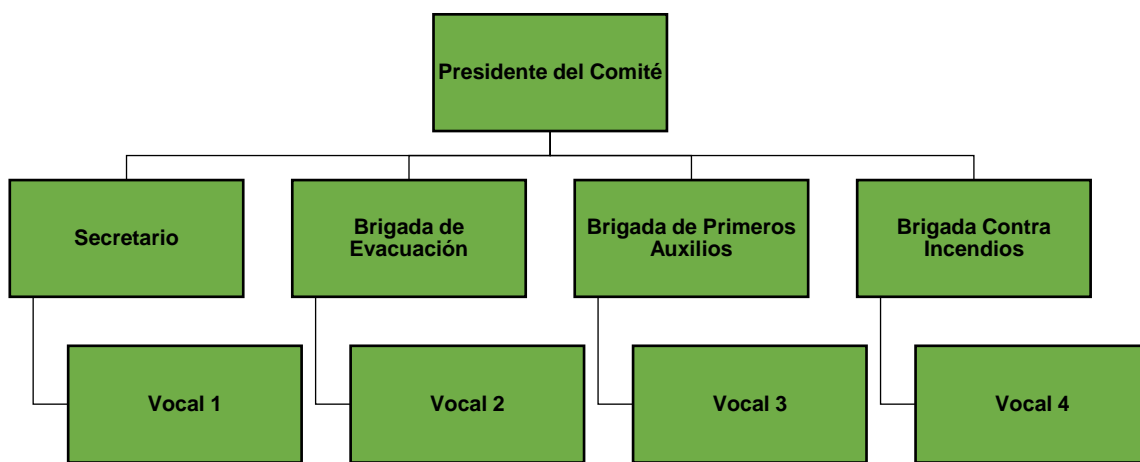 Presidente del Comité
Secretario
Brigada de
Evacuación
Brigada de Primeros
Auxilios
Brigada Contra
Incendios
Vocal 1
Vocal 2
Vocal 3
Vocal 4